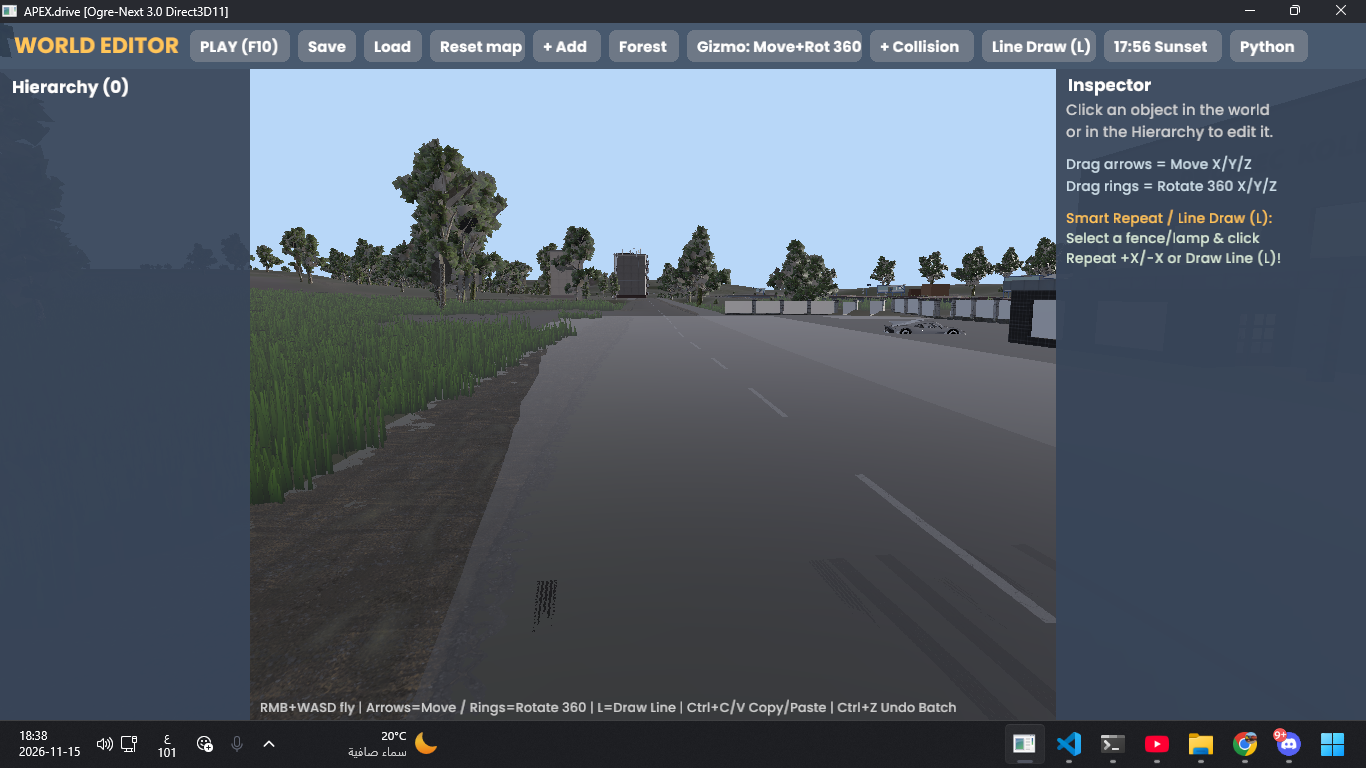 APEX.drive [Ogre-Next 3.0 Direct3D11]
WORLD EDITOR
PLAY (F10)
Save
Load
Reset map
+ Add
Forest
Gizmo: Move+Rot 360
+ Collision
Line Draw (L)
17:56 Sunset
Python
Hierarchy (0)
Inspector
Click an object in the world
or in the Hierarchy to edit it.
Drag arrows = Move X/Y/Z
Drag rings = Rotate 360 X/Y/Z
Smart Repeat / Line Draw (L):
Select a fence/lamp & click
Repeat +X/-X or Draw Line (L)!
RMB+WASD fly | Arrows=Move / Rings=Rotate 360 | L=Draw Line | Ctrl+C/V Copy/Paste | Ctrl+Z Undo Batch
18:38
2026-11-15
ع
101
20°C
سماء صافية
9+